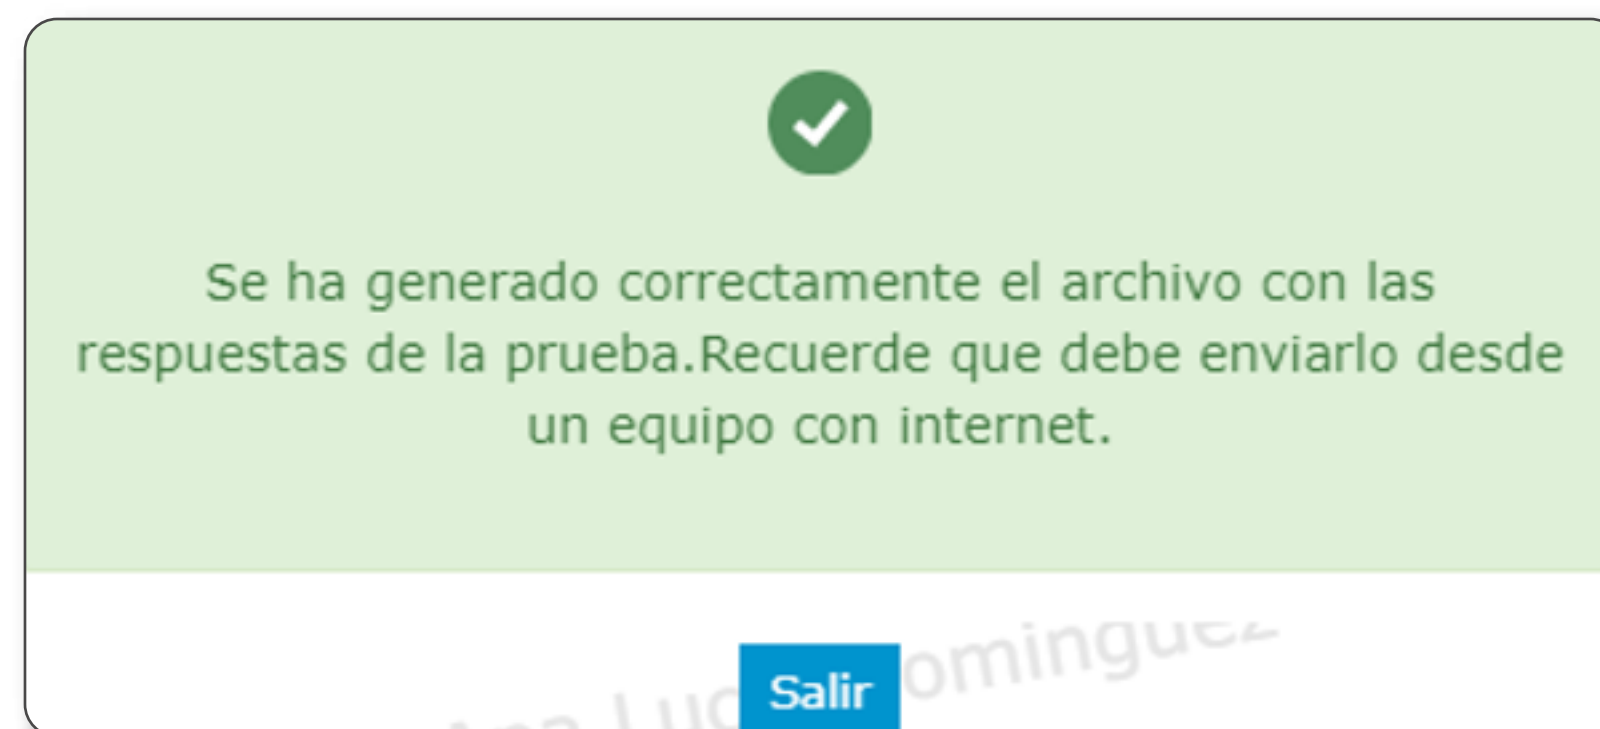 Se ha generado correctamente el archivo con las
respuestas de la prueba.Recuerde que debe enviarlo desde
un equipo con internet.
Salir